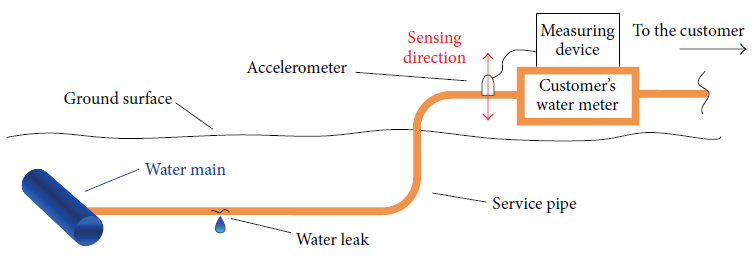 Sensing
direction
Measuring
device
To the customer
Accelerometer
Customer's
water meter
Ground surface
Water main
Service pipe
Water leak